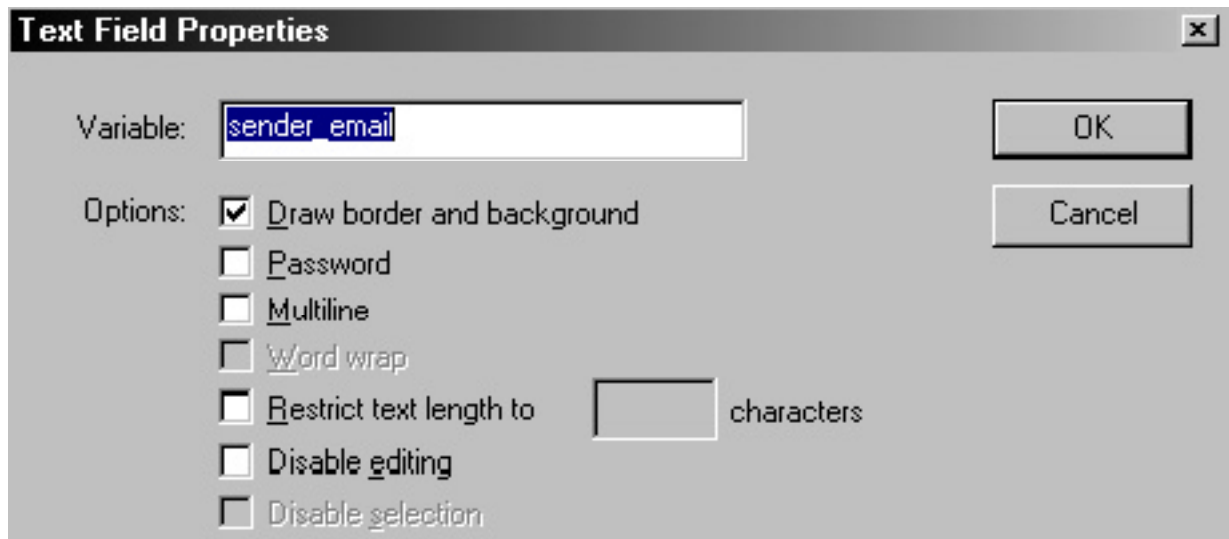 Text Field Properties
Variable: sender_email OK
Options: Draw border and background Cancel
Password
Multiline
Word wrap
Restrict text length to characters
Disable editing
Disable selection